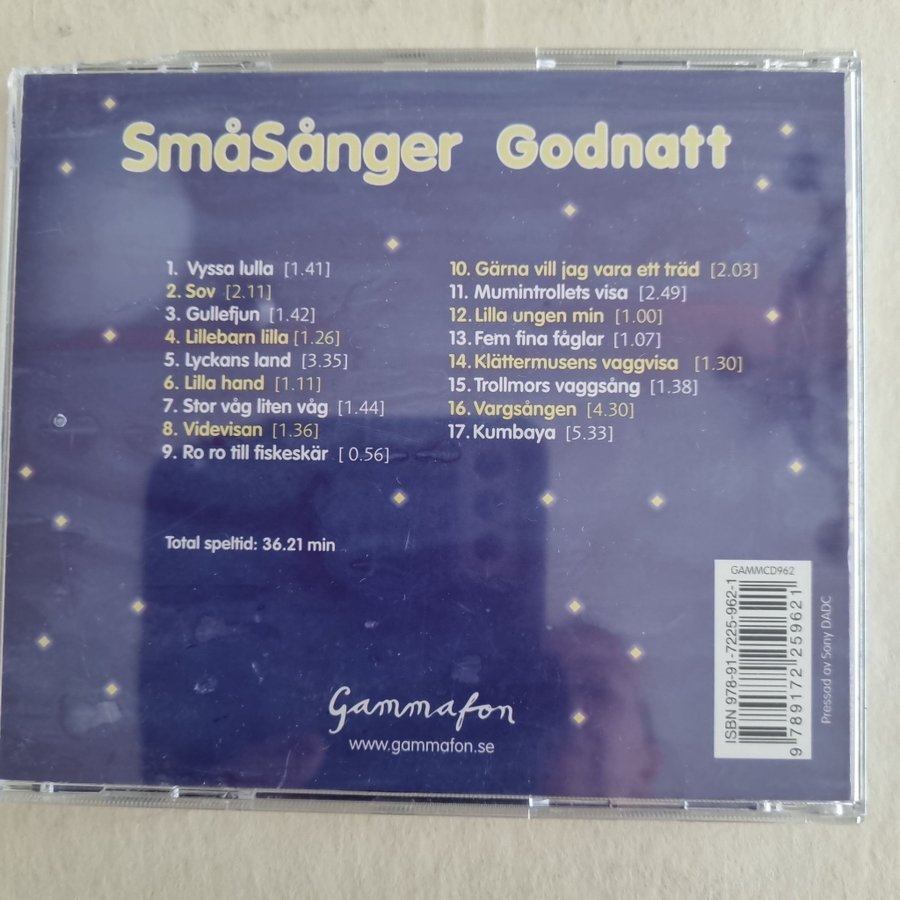 SmåSånger Godnatt
1. Vyssa lulla [1.41]
2. Sov [2.11]
3. Gullefjun [1.42]
4. Lillebarn lilla [1.26]
5. Lyckans land [3.35]
6. Lilla hand [1.11]
7. Stor våg liten våg [1.44]
8. Videvisan [1.36]
9. Ro ro till fiskeskär [ 0.56]
10. Gärna vill jag vara ett träd [2.03]
11. Mumintrollets visa [2.49]
12. Lilla ungen min [1.00]
13. Fem fina fåglar [1.07]
14. Klättermusens vaggvisa [1.30]
15. Trollmors vaggsång [1.38]
16. Vargsången [4.30]
17. Kumbaya [5.33]
Total speltid: 36.21 min
Gammafon
www.gammafon.se
GAMMCD962
ISBN 978-91-7225-962-1
9 789172 259621
Pressad av Sony DADC